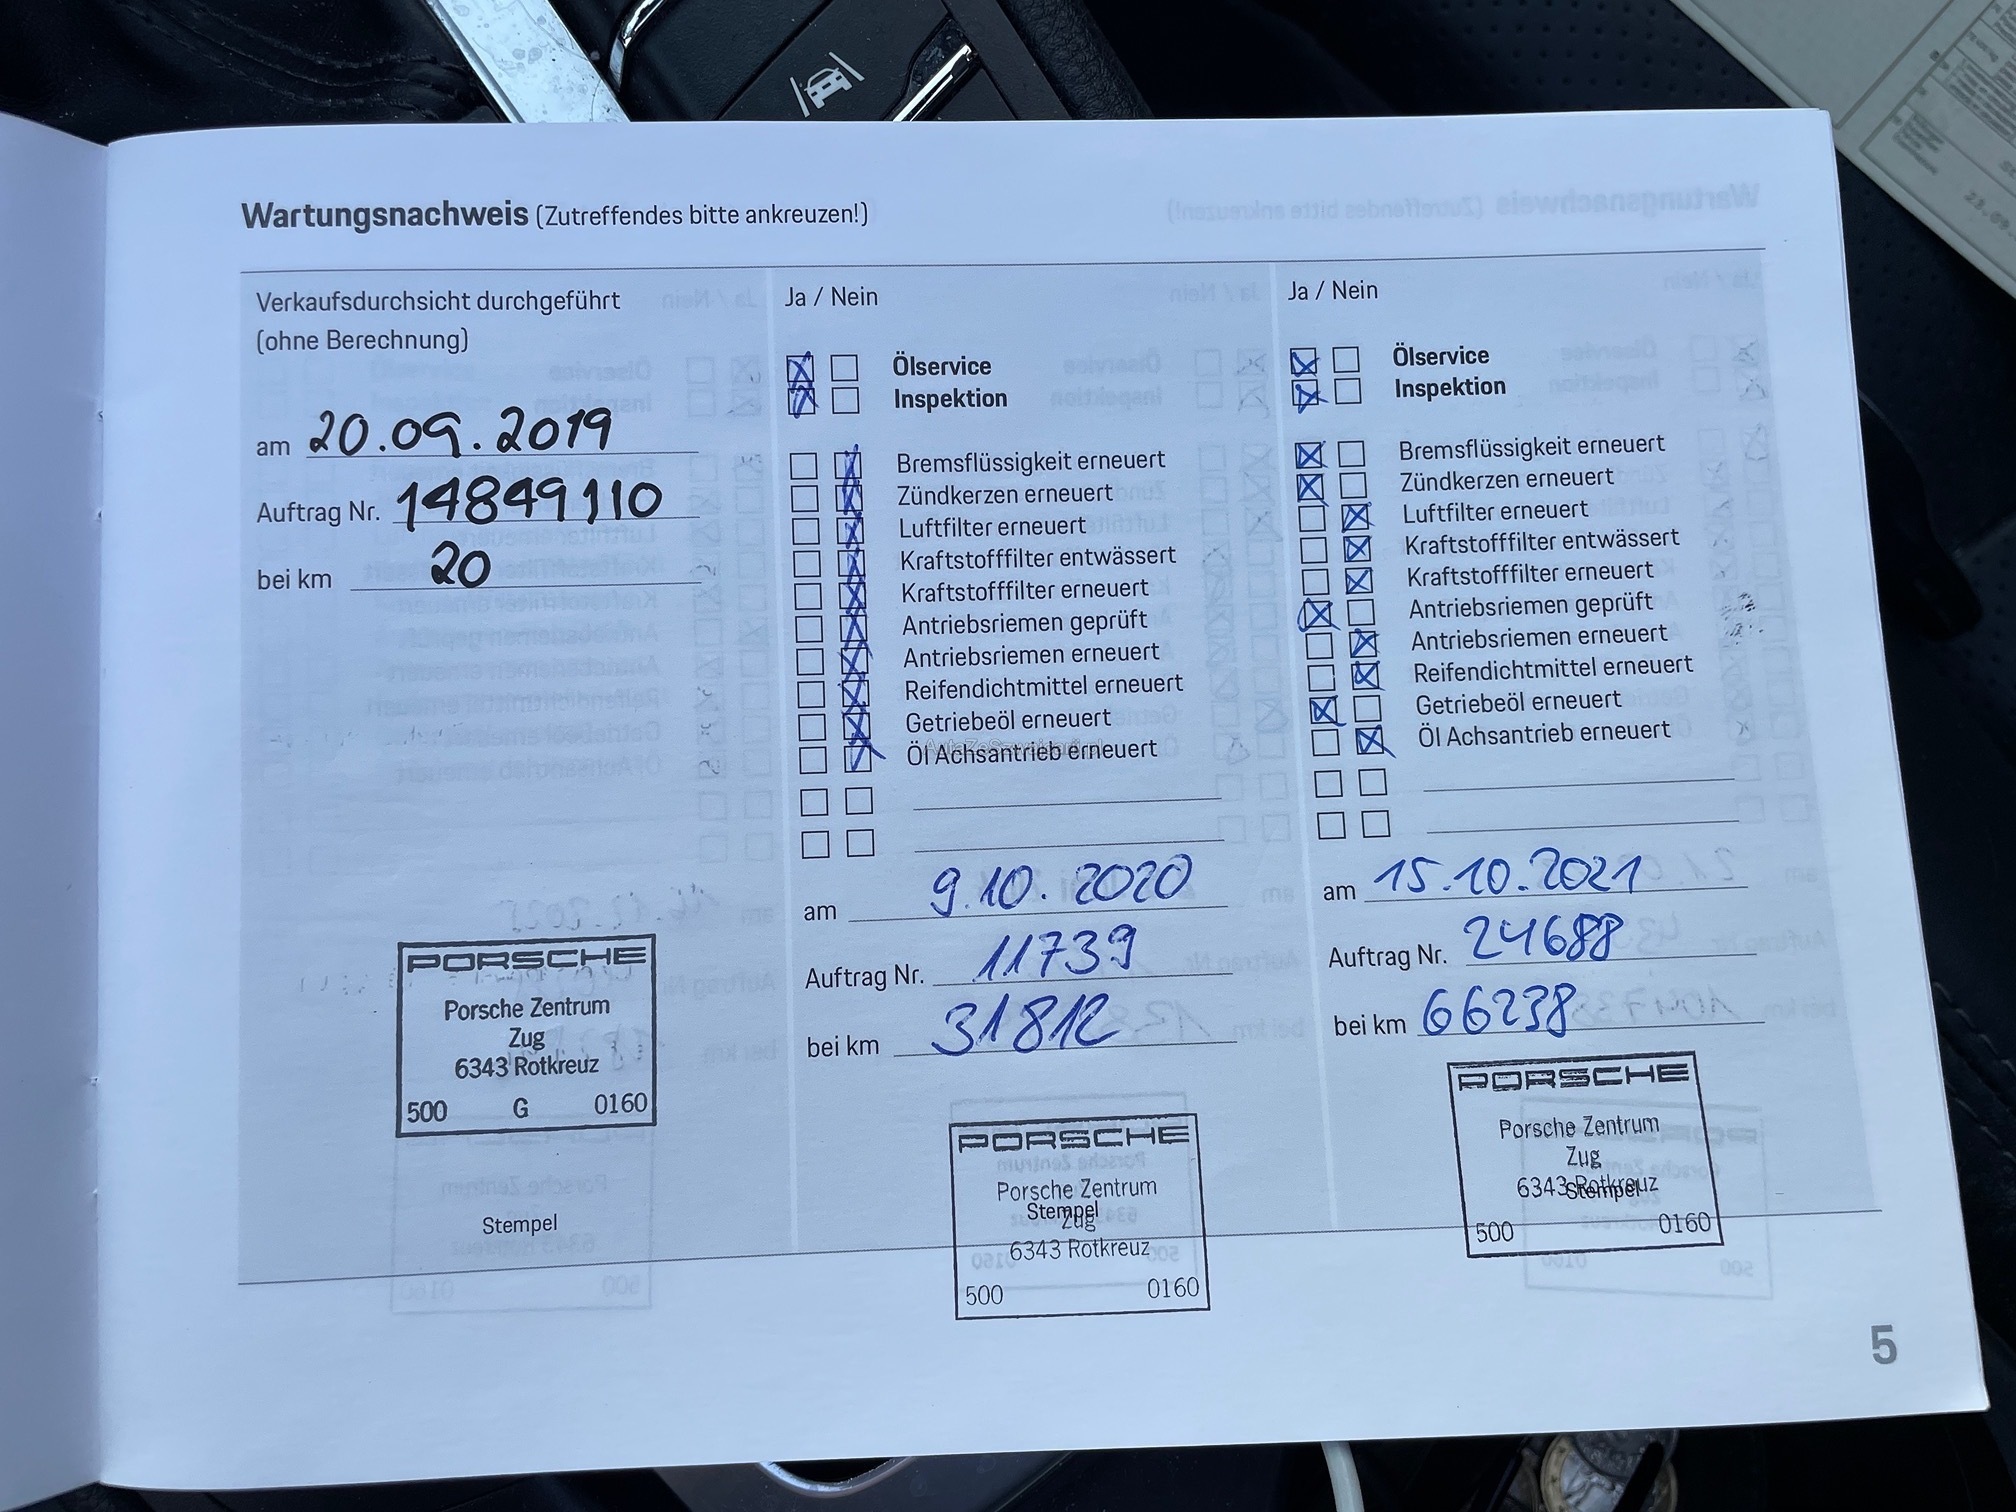 Wartungsnachweis (Zutreffendes bitte ankreuzen!)
Verkaufsdurchsicht durchgeführt
(ohne Berechnung)
am 20.09.2019
Auftrag Nr. 14849110
bei km 20
PORSCHE
Porsche Zentrum
Zug
6343 Rotkreuz
500 G 0160
Stempel
Ja / Nein
Ölservice
Inspektion
Bremsflüssigkeit erneuert
Zündkerzen erneuert
Luftfilter erneuert
Kraftstofffilter entwässert
Kraftstofffilter erneuert
Antriebsriemen geprüft
Antriebsriemen erneuert
Reifendichtmittel erneuert
Getriebeöl erneuert
Öl Achsantrieb erneuert
am 9.10.2020
Auftrag Nr. 11739
bei km 31812
PORSCHE
Porsche Zentrum
Stempel
Zug
6343 Rotkreuz
500 0160
Ja / Nein
Ölservice
Inspektion
Bremsflüssigkeit erneuert
Zündkerzen erneuert
Luftfilter erneuert
Kraftstofffilter entwässert
Kraftstofffilter erneuert
Antriebsriemen geprüft
Antriebsriemen erneuert
Reifendichtmittel erneuert
Getriebeöl erneuert
Öl Achsantrieb erneuert
am 15.10.2021
Auftrag Nr. 24688
bei km 66238
PORSCHE
Porsche Zentrum
Zug
6343 Rotkreuz
Stempel
500 0160
5